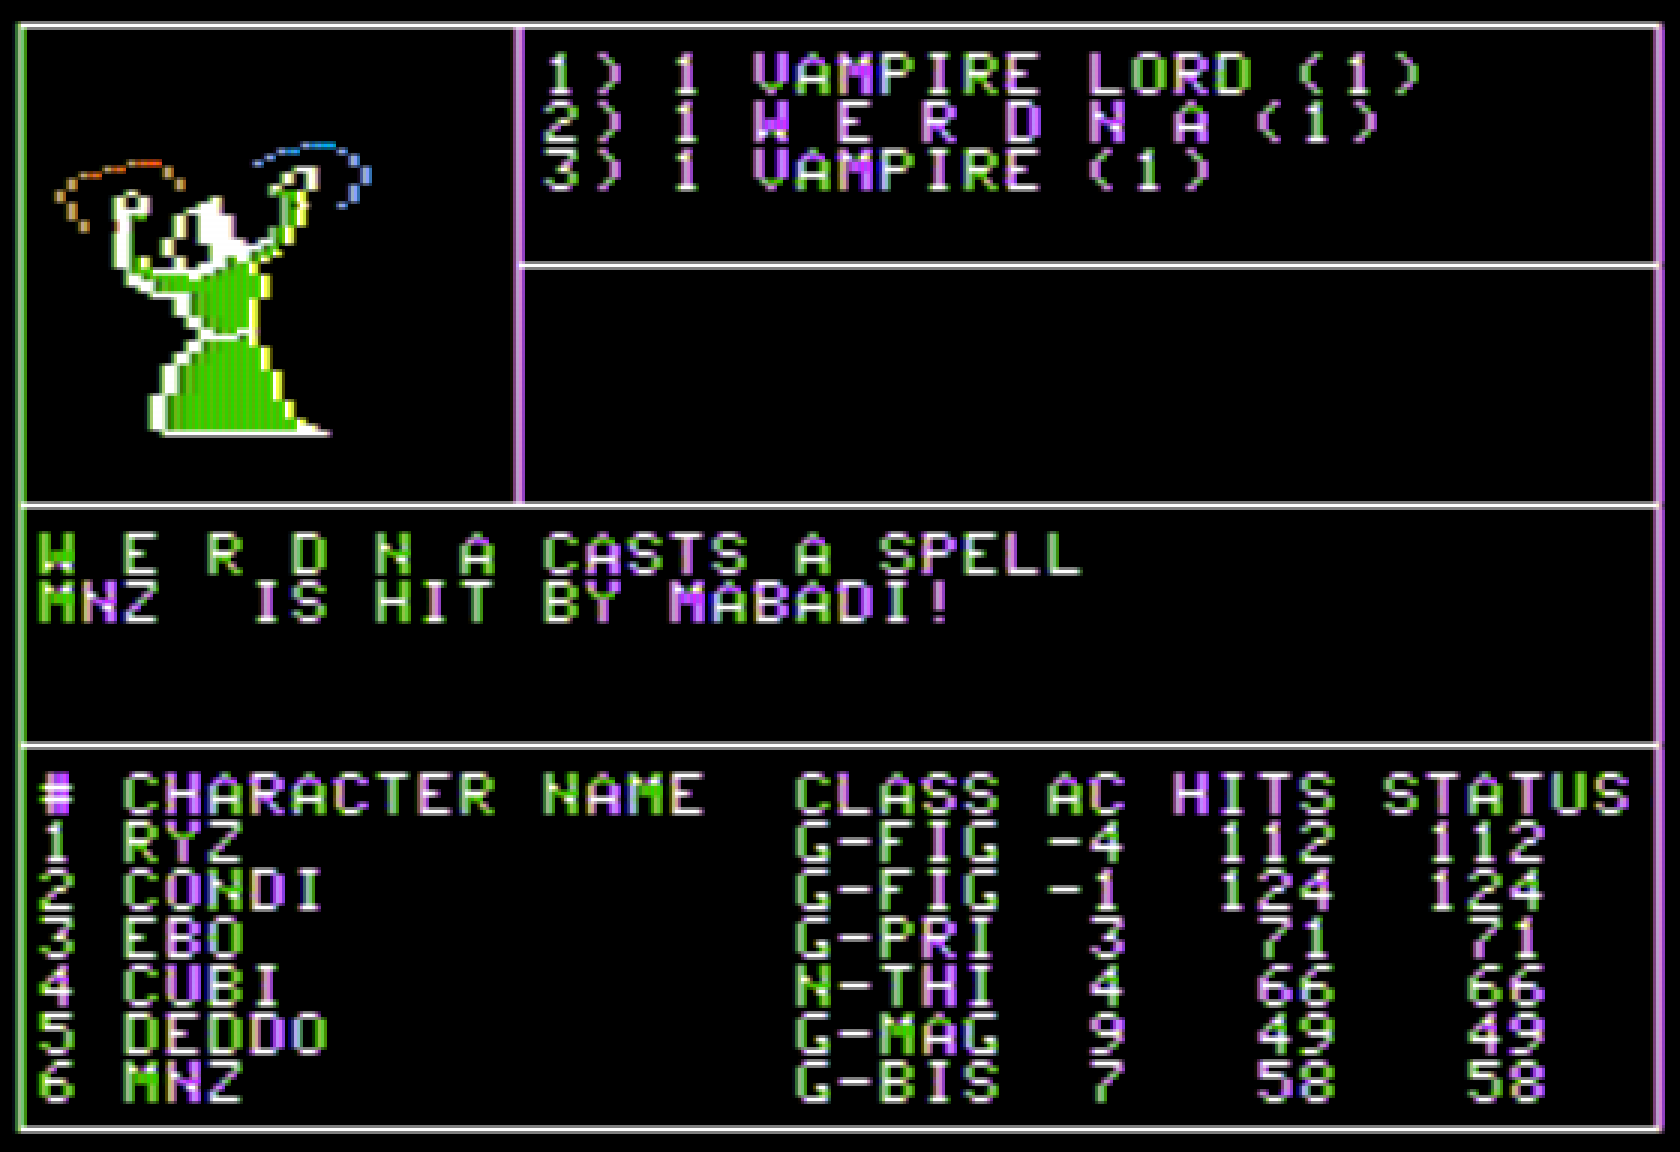 1) 1 VAMPIRE LORD (1)
2) 1 W E R D N A (1)
3) 1 VAMPIRE (1)
W E R D N A CASTS A SPELL
MNZ IS HIT BY MABADI!
# CHARACTER NAME CLASS AC HITS STATUS
1 RYZ G-FIG -4 112 112
2 CONDI G-FIG -1 124 124
3 EBO G-PRI 3 71 71
4 CUBI N-THI 4 66 66
5 DEDDO G-MAG 9 49 49
6 MNZ G-BIS 7 58 58